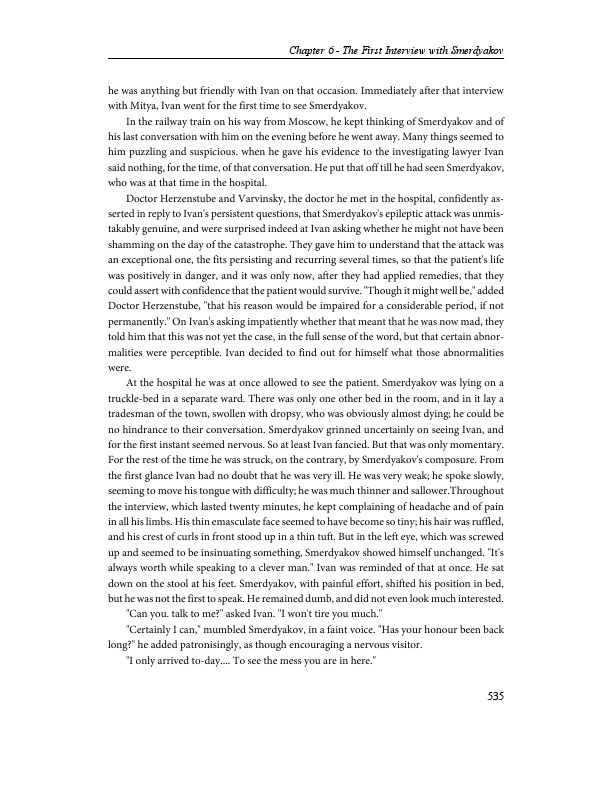 Chapter 6 - The First Interview with Smerdyakov
he was anything but friendly with Ivan on that occasion. Immediately after that interview
with Mitya, Ivan went for the first time to see Smerdyakov.
In the railway train on his way from Moscow, he kept thinking of Smerdyakov and of
his last conversation with him on the evening before he went away. Many things seemed to
him puzzling and suspicious. when he gave his evidence to the investigating lawyer Ivan
said nothing, for the time, of that conversation. He put that off till he had seen Smerdyakov,
who was at that time in the hospital.
Doctor Herzenstube and Varvinsky, the doctor he met in the hospital, confidently as-
serted in reply to Ivan's persistent questions, that Smerdyakov's epileptic attack was unmis-
takably genuine, and were surprised indeed at Ivan asking whether he might not have been
shamming on the day of the catastrophe. They gave him to understand that the attack was
an exceptional one, the fits persisting and recurring several times, so that the patient's life
was positively in danger, and it was only now, after they had applied remedies, that they
could assert with confidence that the patient would survive. "Though it might well be," added
Doctor Herzenstube, "that his reason would be impaired for a considerable period, if not
permanently." On Ivan's asking impatiently whether that meant that he was now mad, they
told him that this was not yet the case, in the full sense of the word, but that certain abnor-
malities were perceptible. Ivan decided to find out for himself what those abnormalities
were.
At the hospital he was at once allowed to see the patient. Smerdyakov was lying on a
truckle-bed in a separate ward. There was only one other bed in the room, and in it lay a
tradesman of the town, swollen with dropsy, who was obviously almost dying; he could be
no hindrance to their conversation. Smerdyakov grinned uncertainly on seeing Ivan, and
for the first instant seemed nervous. So at least Ivan fancied. But that was only momentary.
For the rest of the time he was struck, on the contrary, by Smerdyakov's composure. From
the first glance Ivan had no doubt that he was very ill. He was very weak; he spoke slowly,
seeming to move his tongue with difficulty; he was much thinner and sallower.Throughout
the interview, which lasted twenty minutes, he kept complaining of headache and of pain
in all his limbs. His thin emasculate face seemed to have become so tiny; his hair was ruffled,
and his crest of curls in front stood up in a thin tuft. But in the left eye, which was screwed
up and seemed to be insinuating something, Smerdyakov showed himself unchanged. "It's
always worth while speaking to a clever man." Ivan was reminded of that at once. He sat
down on the stool at his feet. Smerdyakov, with painful effort, shifted his position in bed,
but he was not the first to speak. He remained dumb, and did not even look much interested.
"Can you. talk to me?" asked Ivan. "I won't tire you much."
"Certainly I can," mumbled Smerdyakov, in a faint voice. "Has your honour been back
long?" he added patronisingly, as though encouraging a nervous visitor.
"I only arrived to-day.... To see the mess you are in here."
535